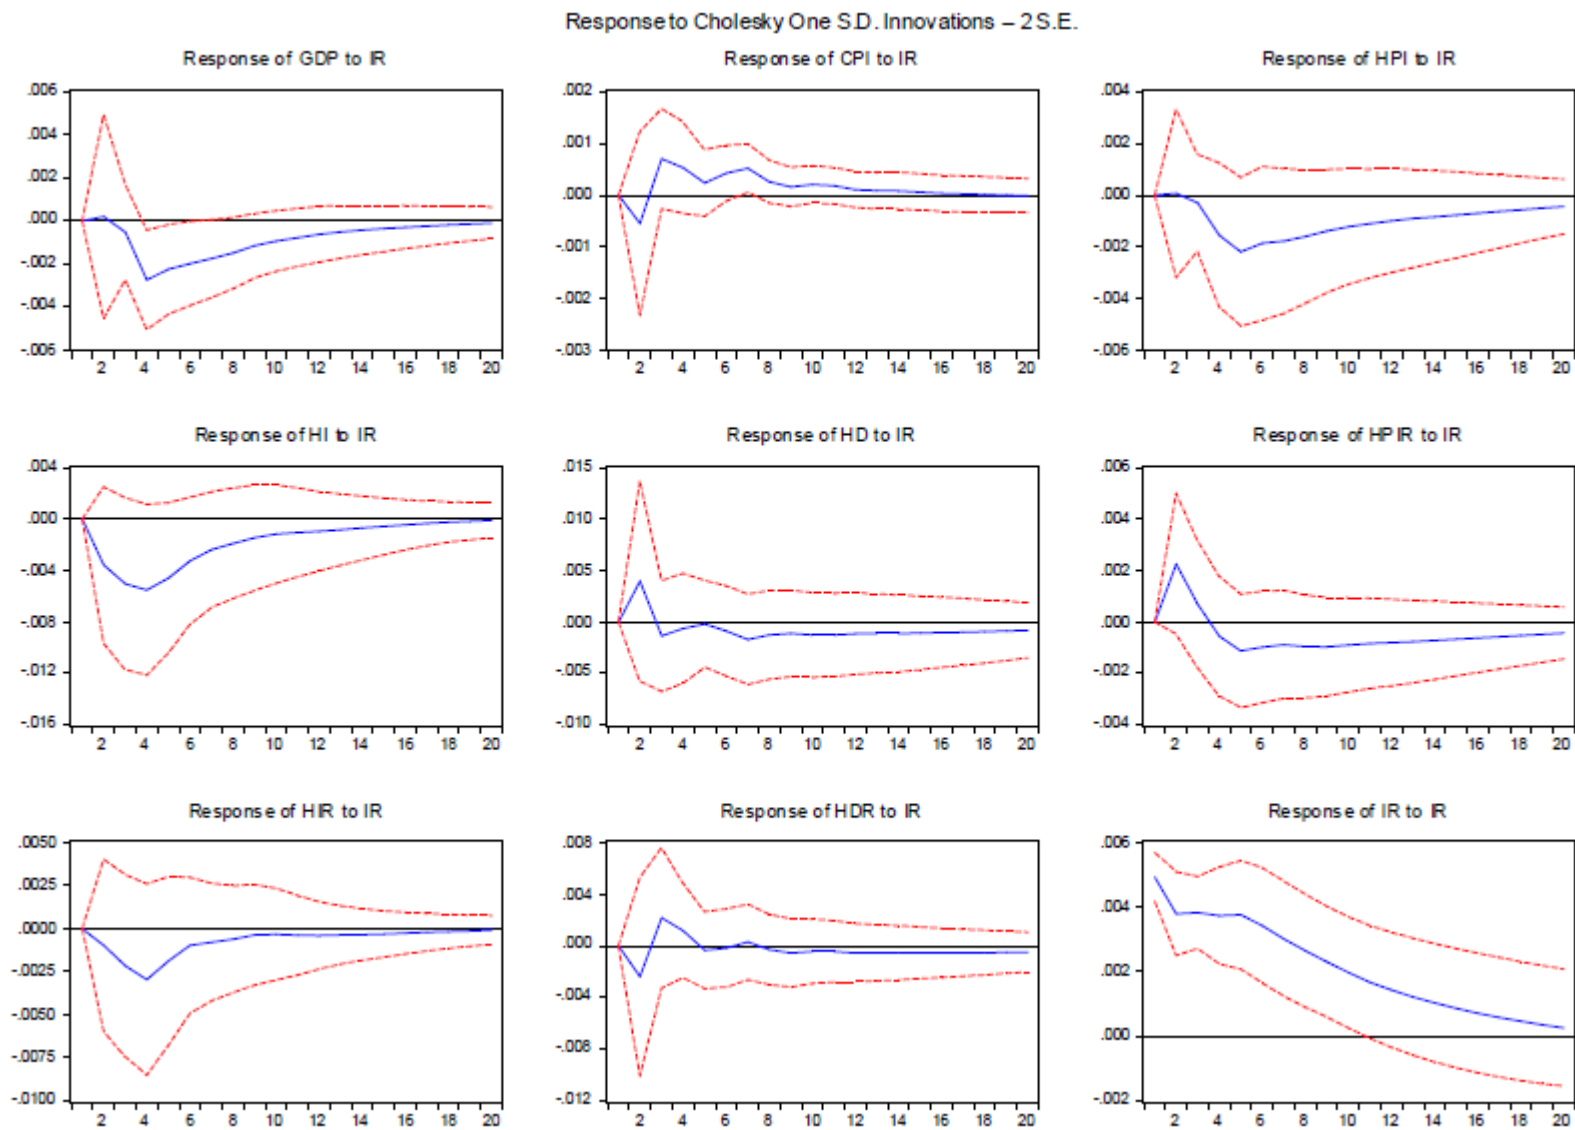 Response to Cholesky One S.D. Innovations – 2 S.E.
Response of GDP to IR
.006
.004
.002
.000
-.002
-.004
-.006
2 4 6 8 10 12 14 16 18 20
Response of CPI to IR
.002
.001
.000
-.001
-.002
-.003
2 4 6 8 10 12 14 16 18 20
Response of HPI to IR
.004
.002
.000
-.002
-.004
-.006
2 4 6 8 10 12 14 16 18 20
Response of HI to IR
.004
.000
-.004
-.008
-.012
-.016
2 4 6 8 10 12 14 16 18 20
Response of HD to IR
.015
.010
.005
.000
-.005
-.010
2 4 6 8 10 12 14 16 18 20
Response of HPIR to IR
.006
.004
.002
.000
-.002
-.004
2 4 6 8 10 12 14 16 18 20
Response of HIR to IR
.0050
.0025
.0000
-.0025
-.0050
-.0075
-.0100
2 4 6 8 10 12 14 16 18 20
Response of HDR to IR
.008
.004
.000
-.004
-.008
-.012
2 4 6 8 10 12 14 16 18 20
Response of IR to IR
.006
.004
.002
.000
-.002
2 4 6 8 10 12 14 16 18 20